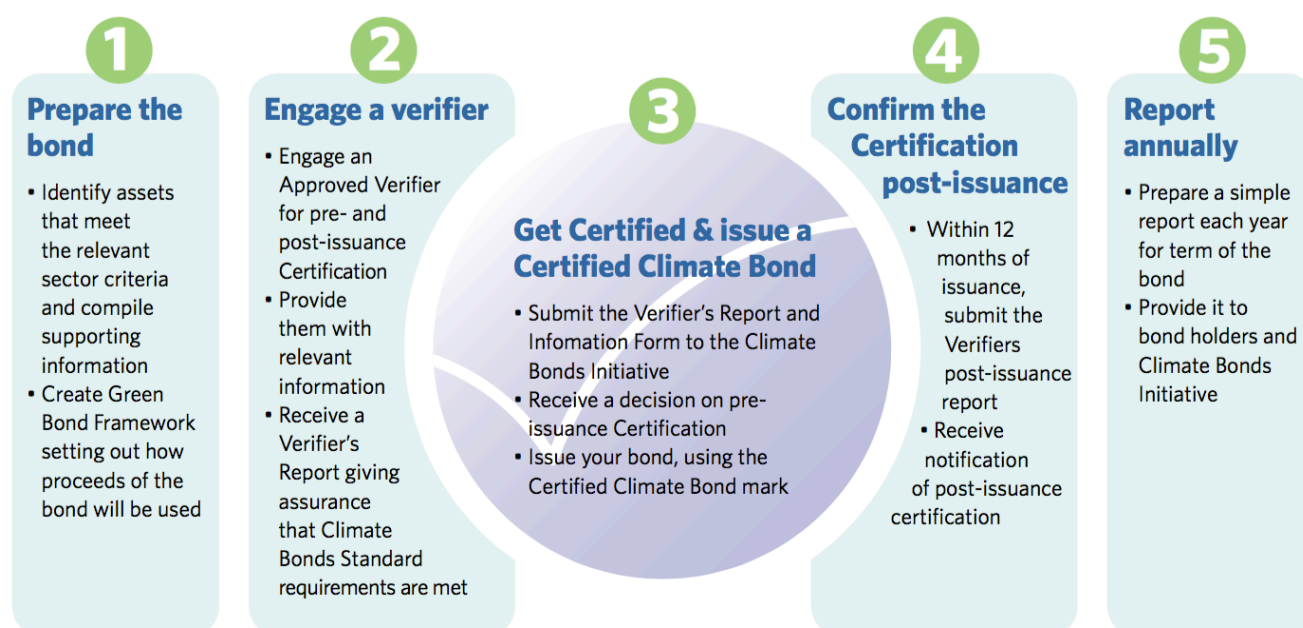 1
Prepare the
bond
• Identify assets
that meet
the relevant
sector criteria
and compile
supporting
information
• Create Green
Bond Framework
setting out how
proceeds of the
bond will be used
2
Engage a verifier
• Engage an
Approved Verifier
for pre- and
post-issuance
Certification
• Provide
them with
relevant
information
• Receive a
Verifier's
Report giving
assurance
that Climate
Bonds Standard
requirements are met
3
Get Certified & issue a
Certified Climate Bond
• Submit the Verifier's Report and
Infomation Form to the Climate
Bonds Initiative
• Receive a decision on pre-
issuance Certification
• Issue your bond, using the
Certified Climate Bond mark
4
Confirm the
Certification
post-issuance
• Within 12
months of
issuance,
submit the
Verifiers
post-issuance
report
• Receive
notification
of post-issuance
certification
5
Report
annually
• Prepare a simple
report each year
for term of the
bond
• Provide it to
bond holders and
Climate Bonds
Initiative